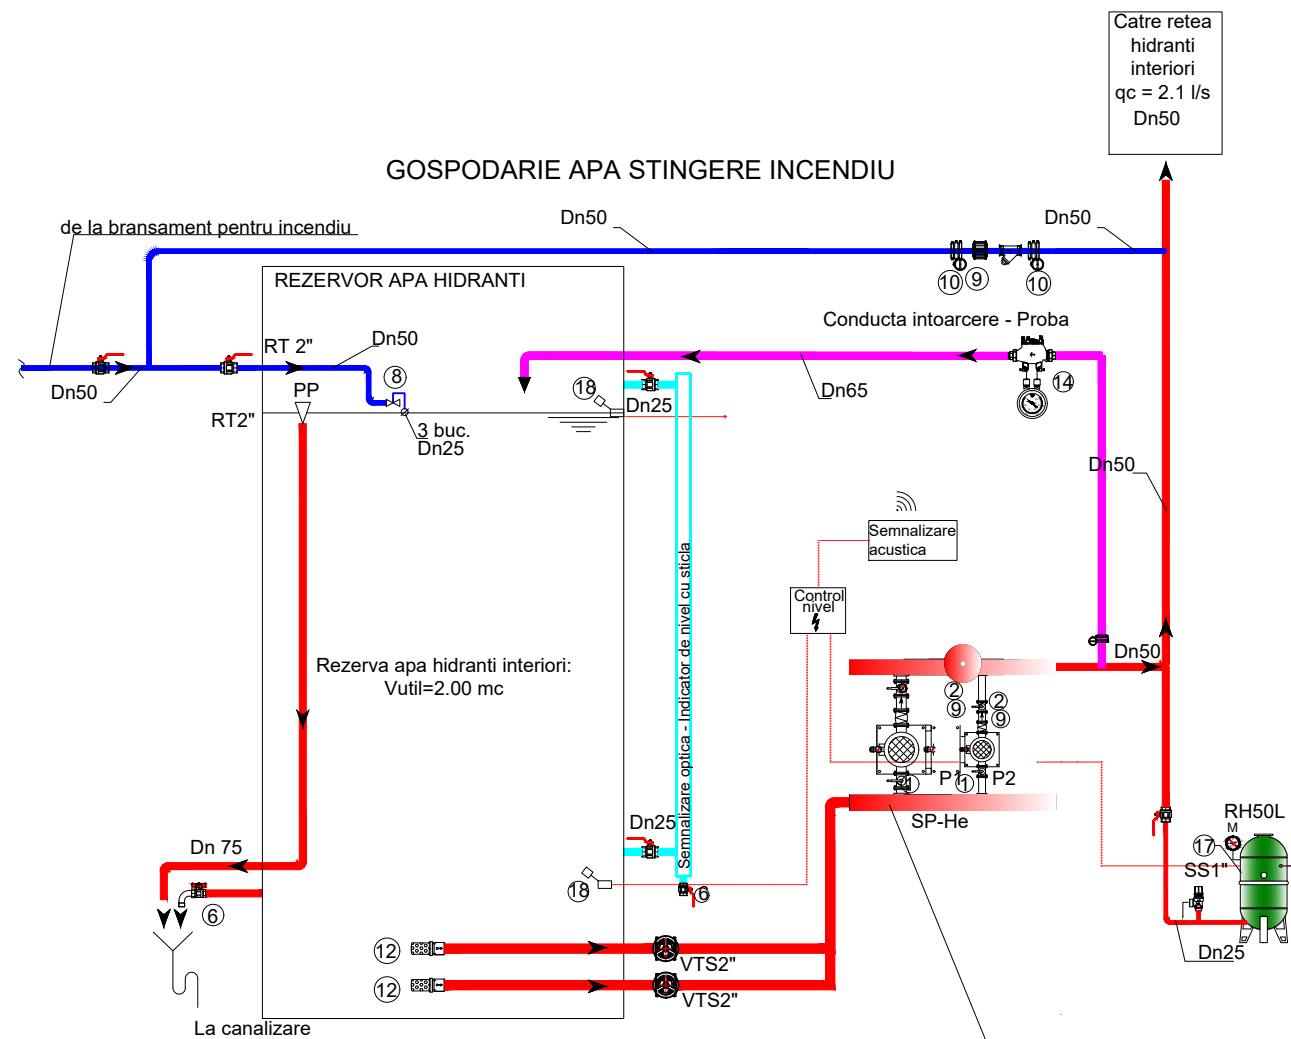 Catre retea
hidranti
interiori
qc = 2.1 l/s
Dn50
GOSPODARIE APA STINGERE INCENDIU
de la bransament pentru incendiu
Dn50
Dn50
REZERVOR APA HIDRANTI
10
9
10
Conducta intoarcere - Proba
RT 2"
Dn50
Dn50
PP
8
18
Dn25
Dn65
14
RT2"
3 buc.
Dn25
Dn50
Semnalizare
acustica
Semnalizare optica - Indicator de nivel cu sticla
Control
nivel
Rezerva apa hidranti interiori:
Vutil=2.00 mc
Dn50
2
9
2
9
P1
1
1
P2
SP-He
Dn25
Dn 75
RH50L
M
17
SS1"
18
6
6
12
VTS2"
12
VTS2"
Dn25
La canalizare